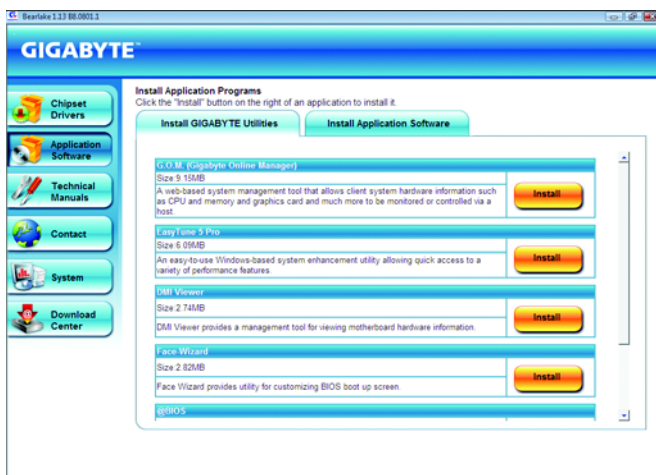 Bearlake 1.13 B8.0801.1
GIGABYTE™
Chipset
Drivers
Application
Software
Technical
Manuals
Contact
System
Download
Center
Install Application Programs
Click the "Install" button on the right of an application to install it.
Install GIGABYTE Utilities
Install Application Software
G.O.M. (Gigabyte Online Manager)
Size:9.15MB
A web-based system management tool that allows client system hardware information such
as CPU and memory and graphics card and much more to be monitored or controlled via a
host.
Install
EasyTune 5 Pro
Size:6.09MB
An easy-to-use Windows-based system enhancement utility allowing quick access to a
variety of performance features.
Install
DMI Viewer
Size:2.74MB
DMI Viewer provides a management tool for viewing motherboard hardware information.
Install
Face-Wizard
Size:2.82MB
Face Wizard provides utility for customizing BIOS boot up screen.
Install
@BIOS